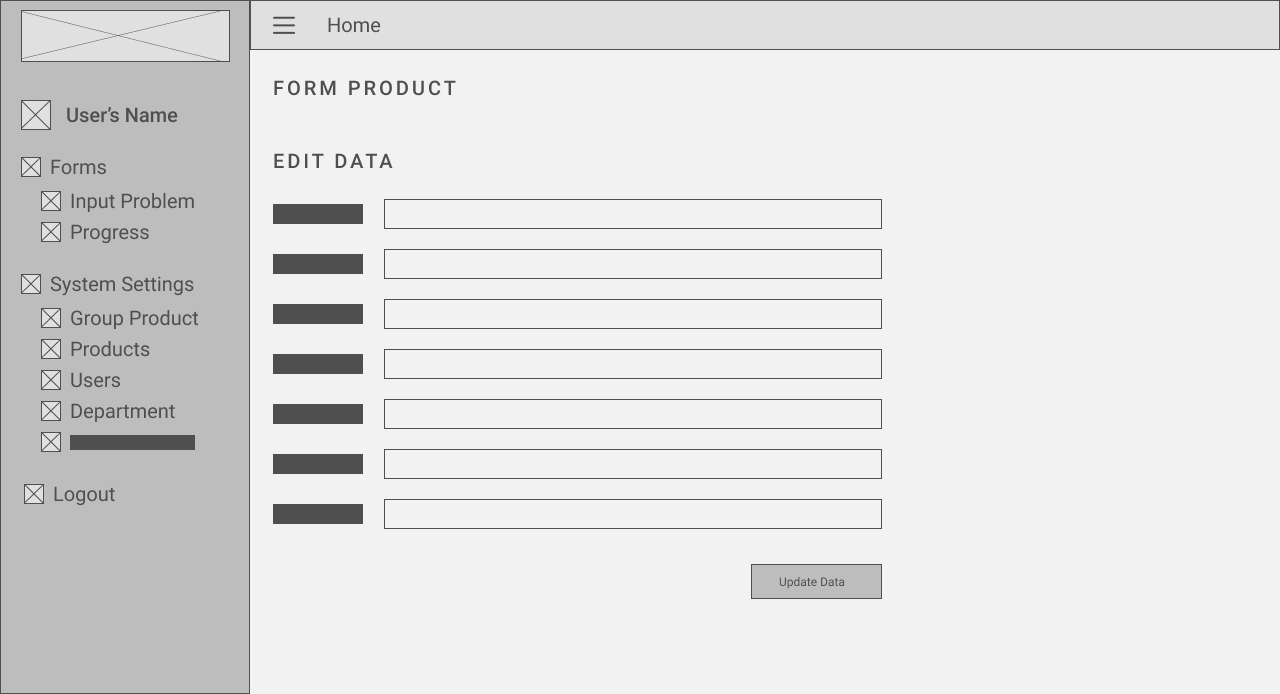 Home
User's Name
Forms
Input Problem
Progress
System Settings
Group Product
Products
Users
Department
Logout
FORM PRODUCT
EDIT DATA
Update Data